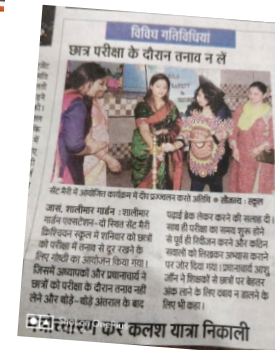 विविध गतिविधियां
छात्र परीक्षा के दौरान तनाव न लें
सेंट मैरी में आयोजित कार्यक्रम में दीप प्रज्ज्वलन करते अतिथि ● सौजन्य : स्कूल
जासं, शालीमार गार्डन : शालीमार
गार्डन एक्सटेंशन-दो स्थित सेंट मैरी
क्रिश्चियन स्कूल में शनिवार को छात्रों
को परीक्षा में तनाव से दूर रखने के
लिए गोष्ठी का आयोजन किया गया।
जिसमें अध्यापकों और प्रधानाचार्य ने
छात्रों को परीक्षा के दौरान तनाव नहीं
लेने और थोड़े-थोड़े अंतराल के बाद
पढ़ाई ब्रेक लेकर करने की सलाह दी।
साथ ही परीक्षा का समय शुरू होने
से पूर्व ही रिवीजन करने और कठिन
सवालों को लिखकर अभ्यास कराने
पर जोर दिया गया। प्रधानाचार्य आशु
जॉन ने शिक्षकों से छात्रों पर बेहतर
अंक लाने के लिए दबाव न डालने के
लिए भी कहा।
कर कलश यात्रा निकाली